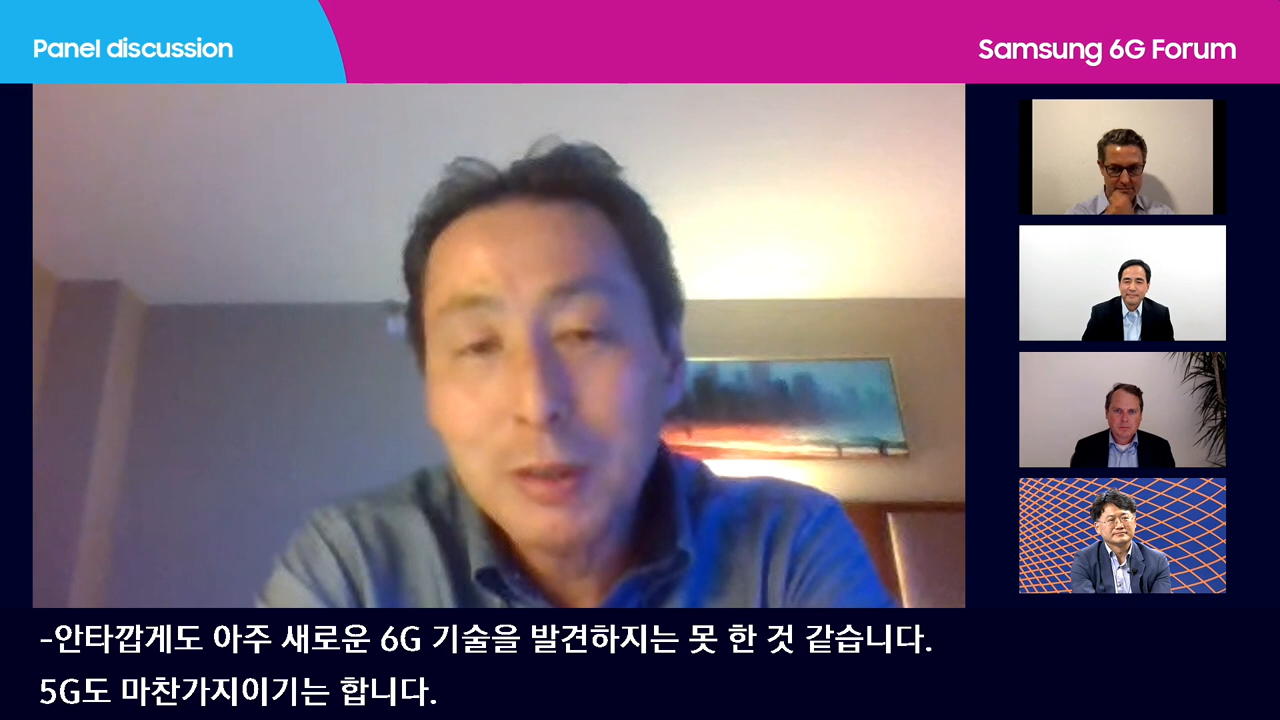 Panel discussion
Samsung 6G Forum
-안타깝게도 아주 새로운 6G 기술을 발견하지는 못 한 것 같습니다.
5G도 마찬가지이기는 합니다.